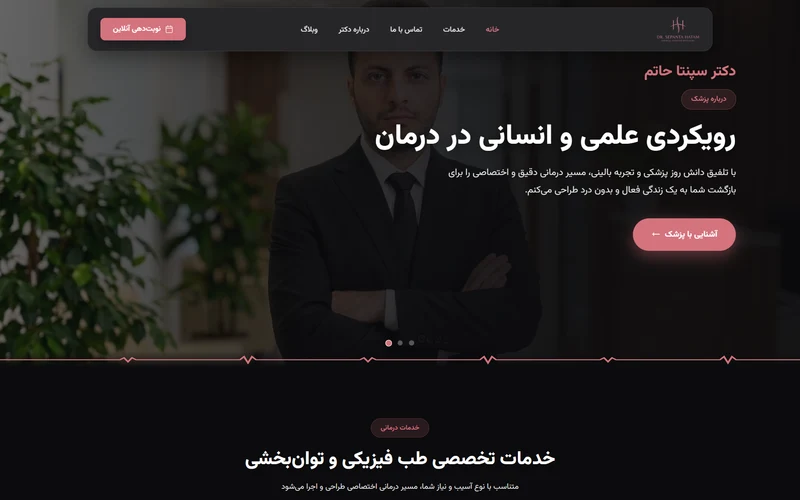 DR. SEPANTA HATAM
خانه
خدمات
تماس با ما
درباره دکتر
وبلاگ
نوبت‌دهی آنلاین
دکتر سپنتا حاتم
درباره پزشک
رویکردی علمی و انسانی در درمان
با تلفیق دانش روز پزشکی و تجربه بالینی، مسیر درمانی دقیق و اختصاصی را برای
بازگشت شما به یک زندگی فعال و بدون درد طراحی می‌کنم.
آشنایی با پزشک ←
خدمات درمانی
خدمات تخصصی طب فیزیکی و توان‌بخشی
متناسب با نوع آسیب و نیاز شما، مسیر درمانی اختصاصی طراحی و اجرا می‌شود